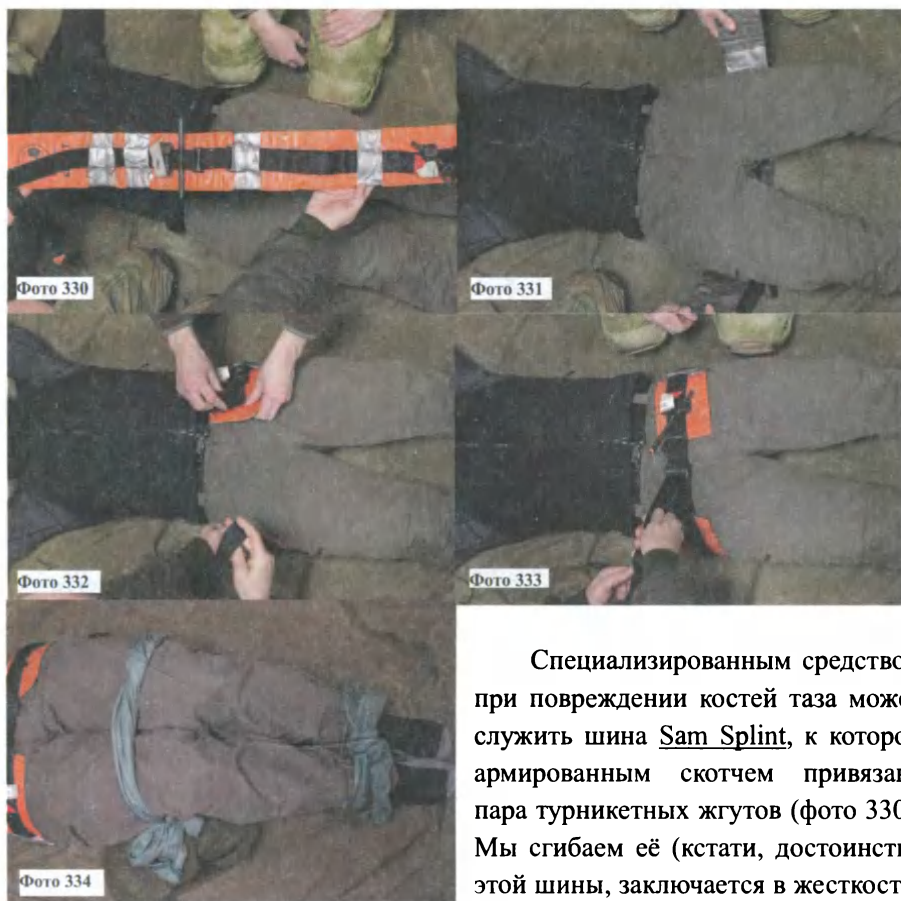 Фото 330
Фото 331
Фото 332
Фото 333
Фото 334
Специализированным средство
при повреждении костей таза може
служить шина Sam Splint, к которо
армированным скотчем привязан
пара турникетных жгутов (фото 330
Мы сгибаем её (кстати, достоинств
этой шины, заключается в жесткост